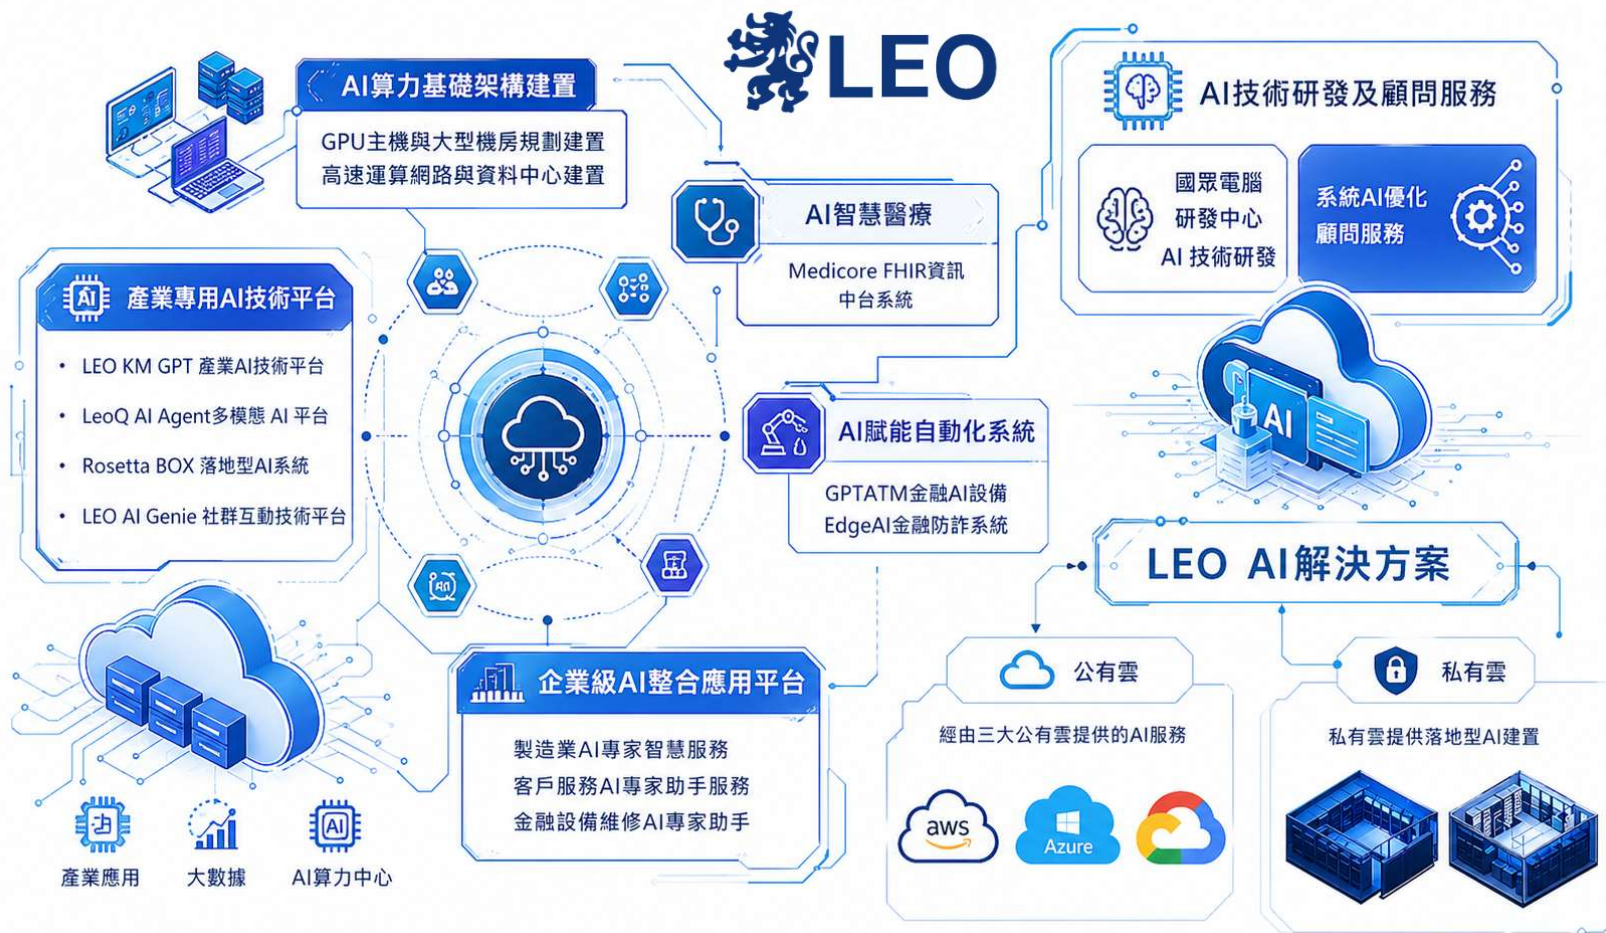 LEO
AI算力基礎架構建置
GPU主機與大型機房規劃建置
高速運算網路與資料中心建置
AI技術研發及顧問服務
國眾電腦
研發中心
AI 技術研發
系統AI優化
顧問服務
AI智慧醫療
Medicore FHIR資訊
中台系統
AI
產業專用AI技術平台
• LEO KM GPT 產業AI技術平台
• LeoQ AI Agent多模態 AI 平台
• Rosetta BOX 落地型AI系統
• LEO AI Genie 社群互動技術平台
AI賦能自動化系統
GPTATM金融AI設備
EdgeAI金融防詐系統
AI
LEO AI解決方案
企業級AI整合應用平台
製造業AI專家智慧服務
客戶服務AI專家助手服務
金融設備維修AI專家助手
公有雲
經由三大公有雲提供的AI服務
aws
Azure
私有雲
私有雲提供落地型AI建置
產業應用
大數據
AI
AI算力中心